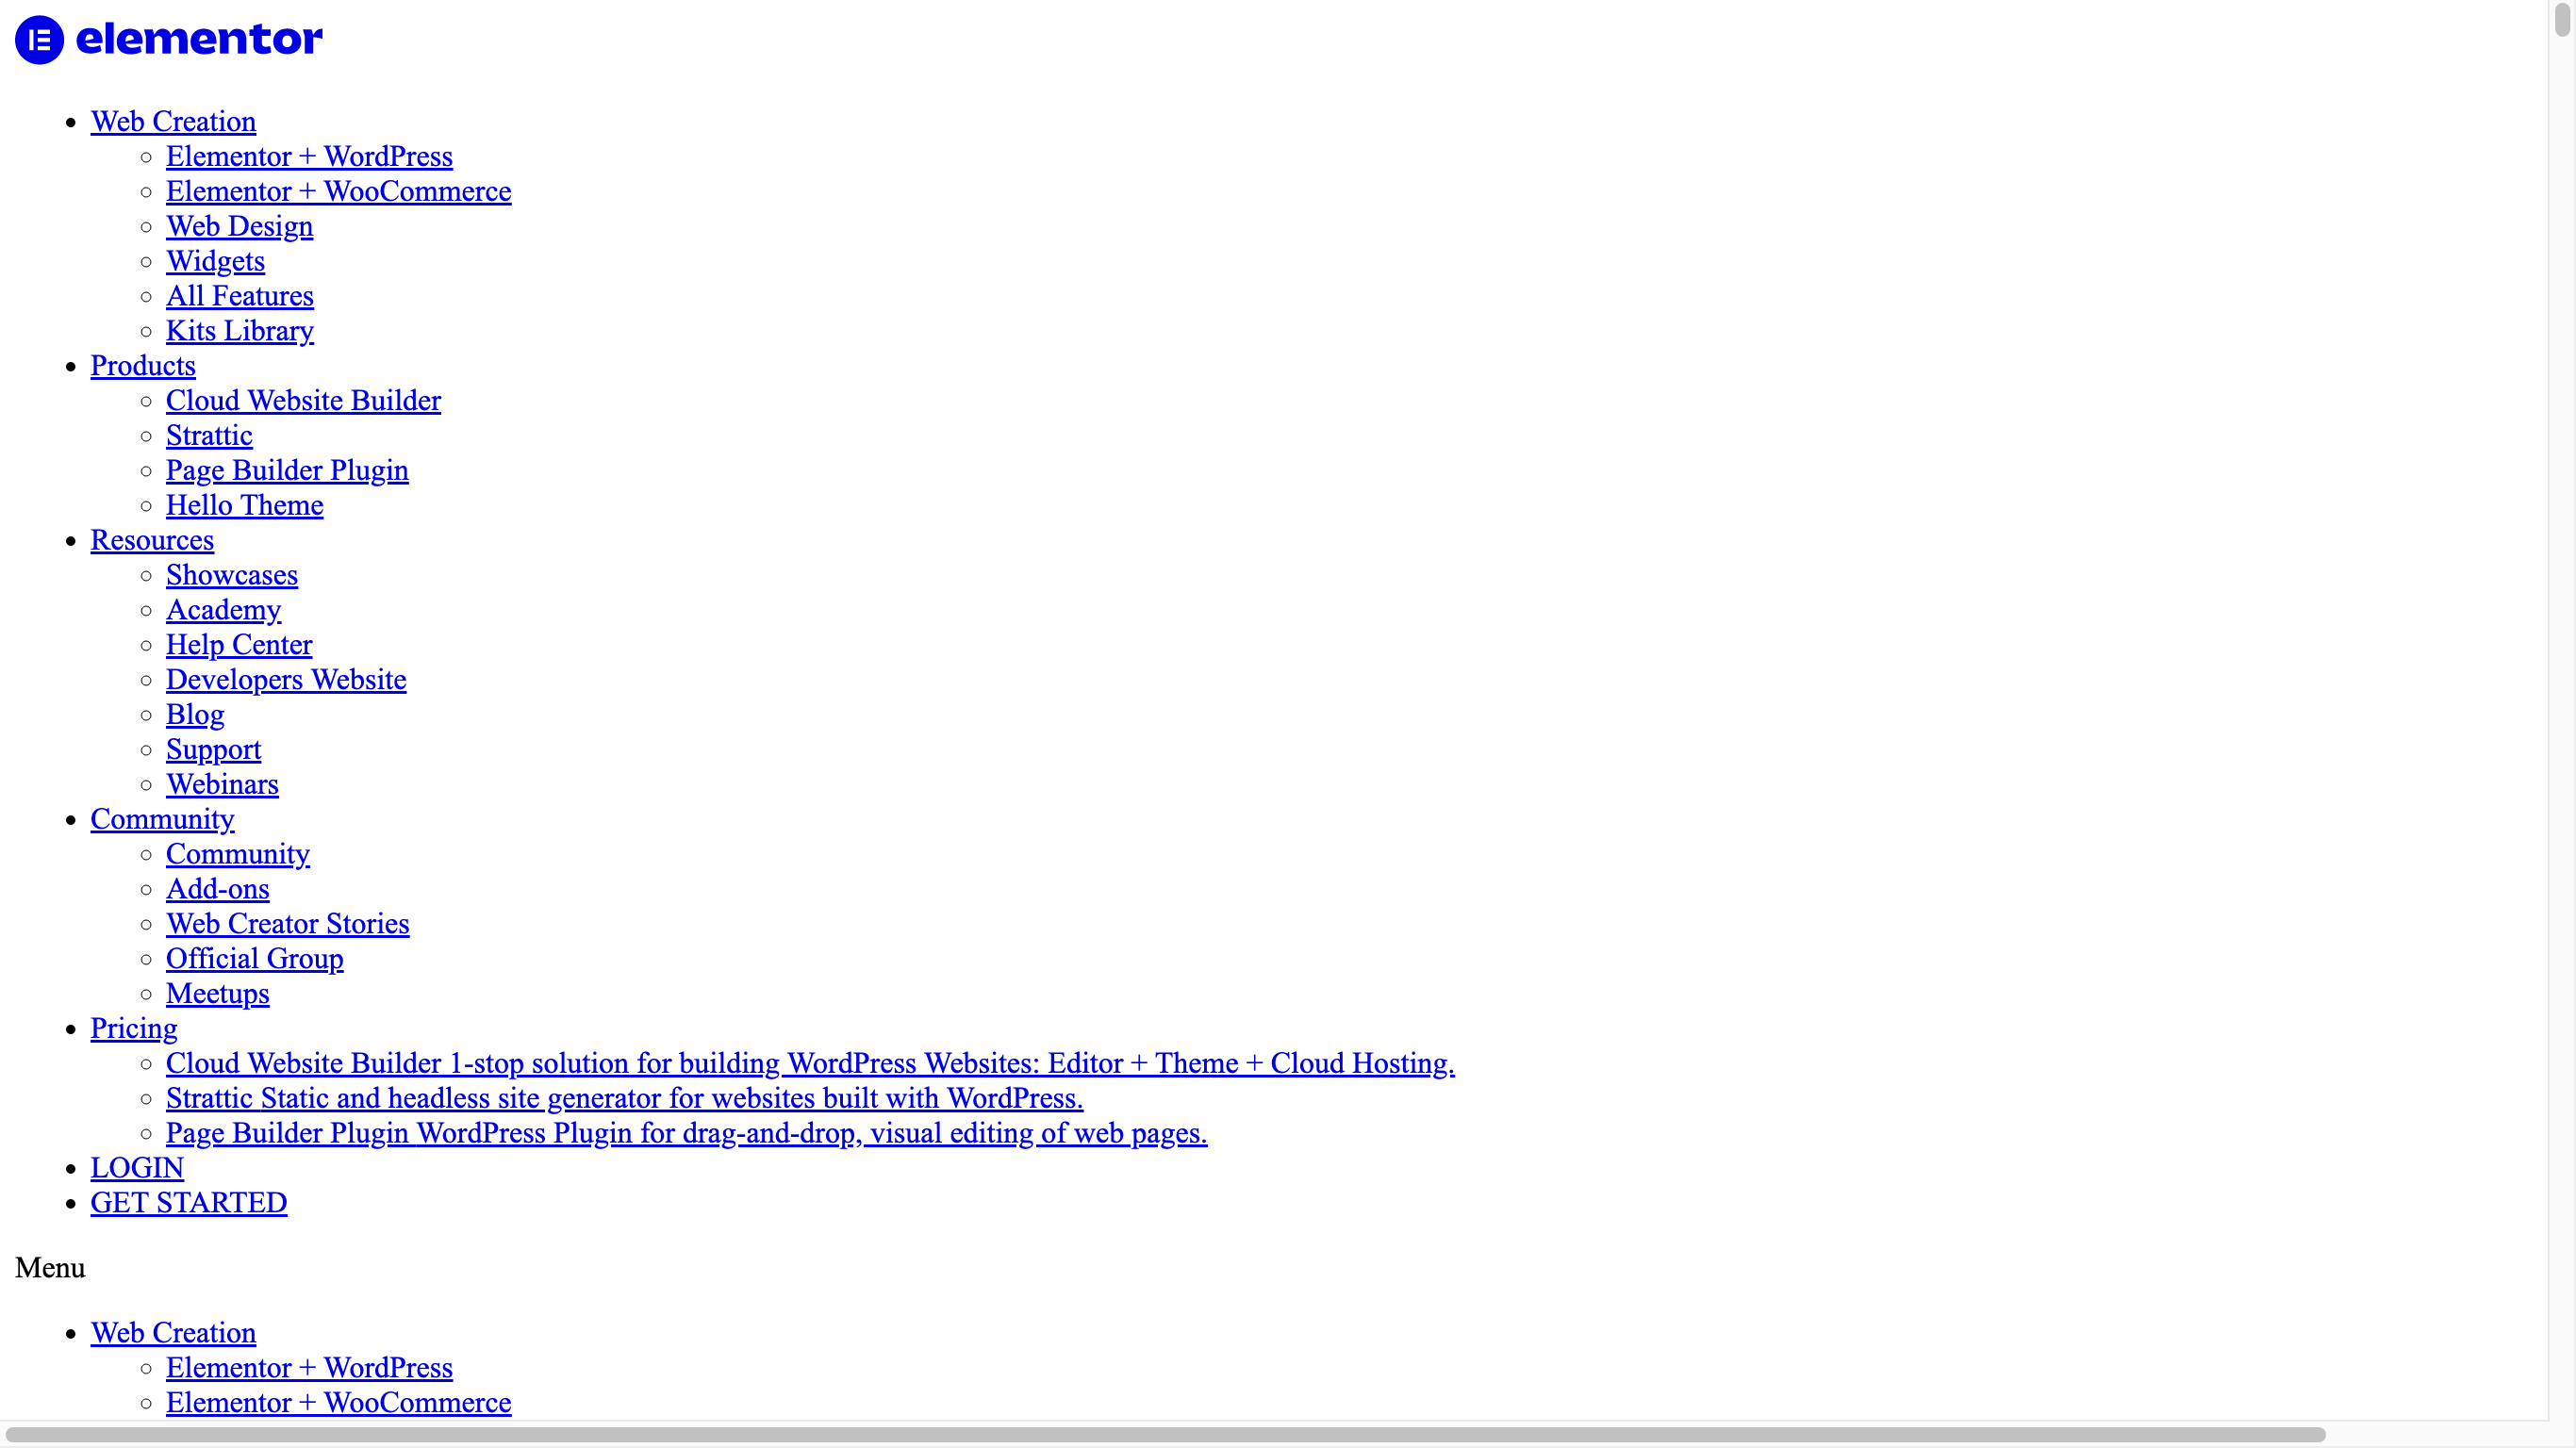 elementor
Web Creation
Elementor + WordPress
Elementor + WooCommerce
Web Design
Widgets
All Features
Kits Library
Products
Cloud Website Builder
Strattic
Page Builder Plugin
Hello Theme
Resources
Showcases
Academy
Help Center
Developers Website
Blog
Support
Webinars
Community
Community
Add-ons
Web Creator Stories
Official Group
Meetups
Pricing
Cloud Website Builder 1-stop solution for building WordPress Websites: Editor + Theme + Cloud Hosting.
Strattic Static and headless site generator for websites built with WordPress.
Page Builder Plugin WordPress Plugin for drag-and-drop, visual editing of web pages.
LOGIN
GET STARTED
Menu
Web Creation
Elementor + WordPress
Elementor + WooCommerce